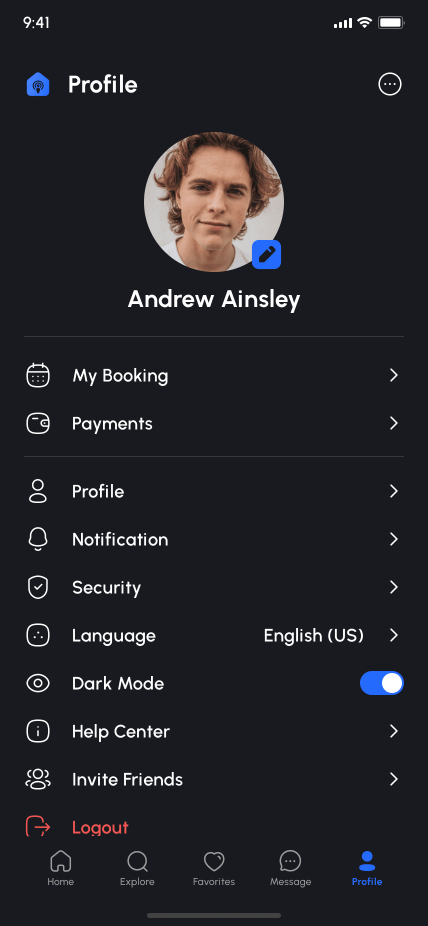 9:41
Profile
Andrew Ainsley
My Booking
Payments
Profile
Notification
Security
Language English (US)
Dark Mode
Help Center
Invite Friends
Logout
Home Explore Favorites Message Profile